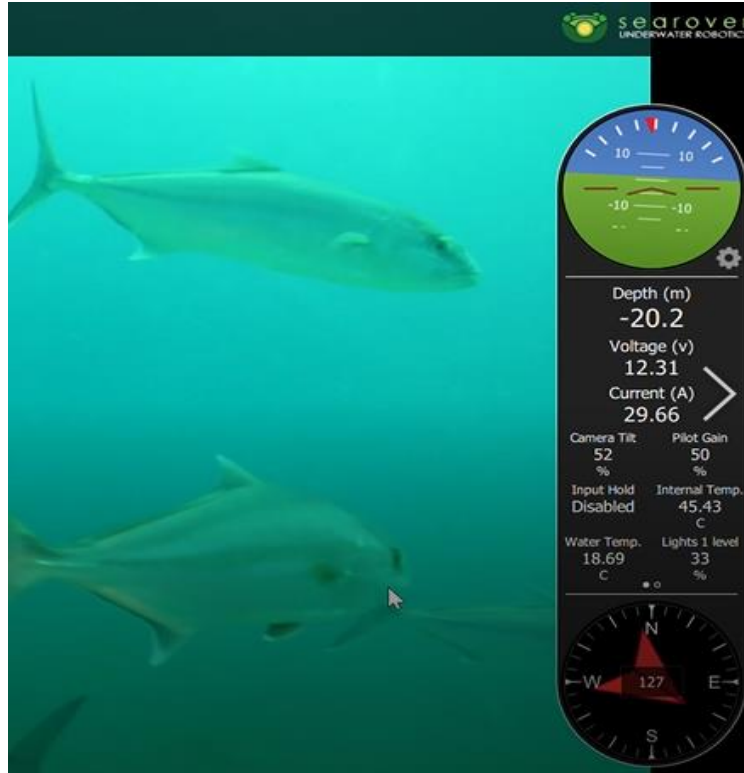 searover
UNDERWATER ROBOTICS
10 10
-10 -10
-- --
Depth (m)
-20.2
Voltage (v)
12.31
Current (A)
29.66
Camera Tilt Pilot Gain
52 50
% %
Input Hold Internal Temp.
Disabled 45.43
C
Water Temp. Lights 1 level
18.69 33
C %
N
W 127 E
S